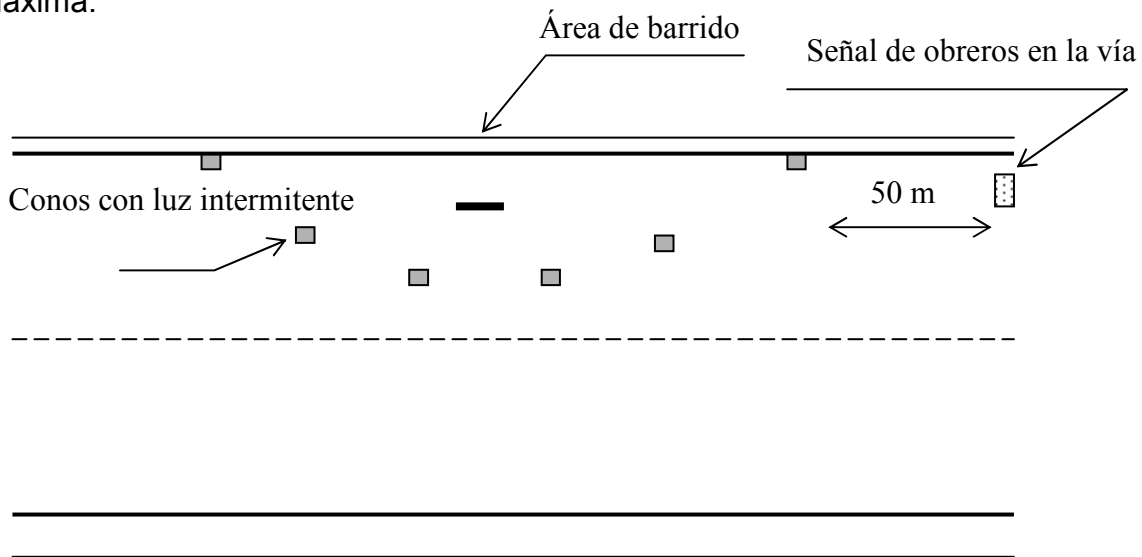 Área de barrido
Señal de obreros en la vía
Conos con luz intermitente
50 m